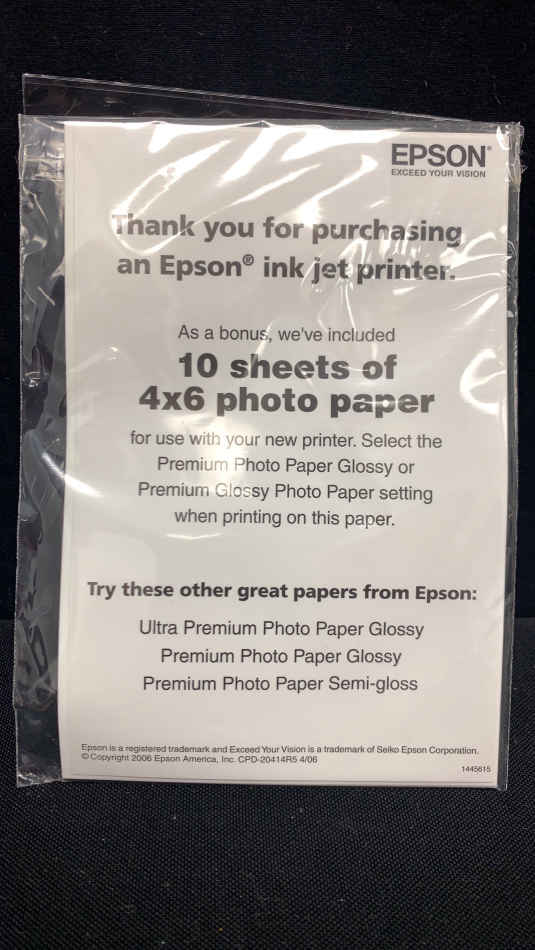 EPSON®
EXCEED YOUR VISION
Thank you for purchasing
an Epson® ink jet printer.
As a bonus, we've included
10 sheets of
4x6 photo paper
for use with your new printer. Select the
Premium Photo Paper Glossy or
Premium Glossy Photo Paper setting
when printing on this paper.
Try these other great papers from Epson:
Ultra Premium Photo Paper Glossy
Premium Photo Paper Glossy
Premium Photo Paper Semi-gloss
Epson is a registered trademark and Exceed Your Vision is a trademark of Seiko Epson Corporation.
© Copyright 2006 Epson America, Inc. CPD-20414R5 4/06
1445615